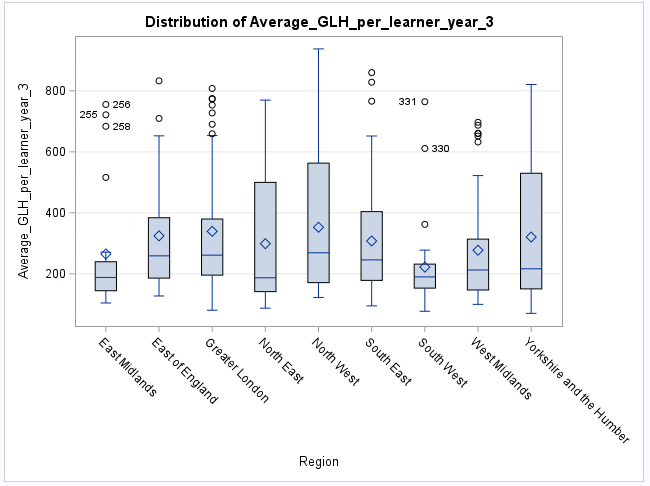 Distribution of Average_GLH_per_learner_year_3
Average_GLH_per_learner_year_3
800
600
400
200
256
255
258
331
330
East Midlands
East of England
Greater London
North East
North West
South East
South West
West Midlands
Yorkshire and the Humber
Region